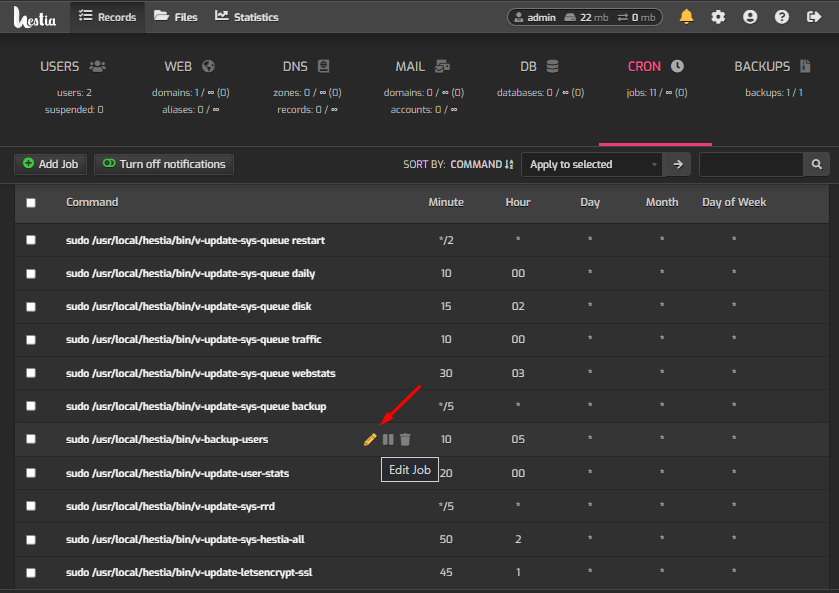 hestia Records Files Statistics admin 22 mb 0 mb
USERS WEB DNS MAIL DB CRON BACKUPS
users: 2 domains: 1 / ∞ (0) zones: 0 / ∞ (0) domains: 0 / ∞ (0) databases: 0 / ∞ (0) jobs: 11 / ∞ (0) backups: 1 / 1
suspended: 0 aliases: 0 / ∞ records: 0 / ∞ accounts: 0 / ∞
Add Job Turn off notifications SORT BY: COMMAND Apply to selected
Command Minute Hour Day Month Day of Week
sudo /usr/local/hestia/bin/v-update-sys-queue restart */2 * * * *
sudo /usr/local/hestia/bin/v-update-sys-queue daily 10 00 * * *
sudo /usr/local/hestia/bin/v-update-sys-queue disk 15 02 * * *
sudo /usr/local/hestia/bin/v-update-sys-queue traffic 10 00 * * *
sudo /usr/local/hestia/bin/v-update-sys-queue webstats 30 03 * * *
sudo /usr/local/hestia/bin/v-update-sys-queue backup */5 * * * *
sudo /usr/local/hestia/bin/v-backup-users 10 05 * * *
Edit Job
sudo /usr/local/hestia/bin/v-update-user-stats 20 00 * * *
sudo /usr/local/hestia/bin/v-update-sys-rrd */5 * * * *
sudo /usr/local/hestia/bin/v-update-sys-hestia-all 50 2 * * *
sudo /usr/local/hestia/bin/v-update-letsencrypt-ssl 45 1 * * *